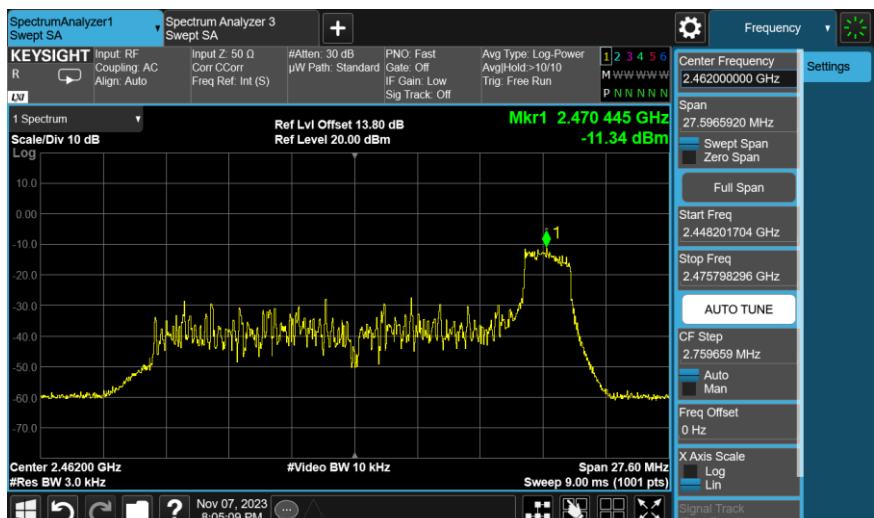 SpectrumAnalyzer1
Swept SA
Spectrum Analyzer 3
Swept SA
+
Frequency
KEYSIGHT
R
LXI
Input: RF
Coupling: AC
Align: Auto
Input Z: 50 Ω
Corr CCorr
Freq Ref: Int (S)
#Atten: 30 dB
µW Path: Standard
PNO: Fast
Gate: Off
IF Gain: Low
Sig Track: Off
Avg Type: Log-Power
Avg|Hold:>10/10
Trig: Free Run
1 2 3 4 5 6
M W W W W W
P N N N N N
1 Spectrum
Scale/Div 10 dB
Log
Ref Lvl Offset 13.80 dB
Ref Level 20.00 dBm
Mkr1 2.470 445 GHz
-11.34 dBm
10.0
0.00
-10.0
-20.0
-30.0
-40.0
-50.0
-60.0
-70.0
1
Center 2.46200 GHz
#Res BW 3.0 kHz
#Video BW 10 kHz
Span 27.60 MHz
Sweep 9.00 ms (1001 pts)
Nov 07, 2023
8:05:09 PM
Center Frequency
2.462000000 GHz
Settings
Span
27.5965920 MHz
Swept Span
Zero Span
Full Span
Start Freq
2.448201704 GHz
Stop Freq
2.475798296 GHz
AUTO TUNE
CF Step
2.759659 MHz
Auto
Man
Freq Offset
0 Hz
X Axis Scale
Log
Lin
Signal Track